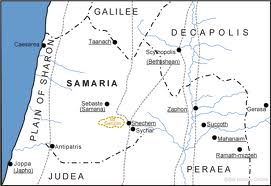 GALILEE
DECAPOLIS
Caesarea
Taanach
Scythopolis
(Bethshean)
PLAIN OF SHARON
SAMARIA
Sebaste
(Samaria)
Zaphon
Gerasa
Shechem
Sychar
Succoth
Mahanaim
Antipatris
Ramath-mizpeh
Joppa
(Japho)
JUDEA
PERAEA